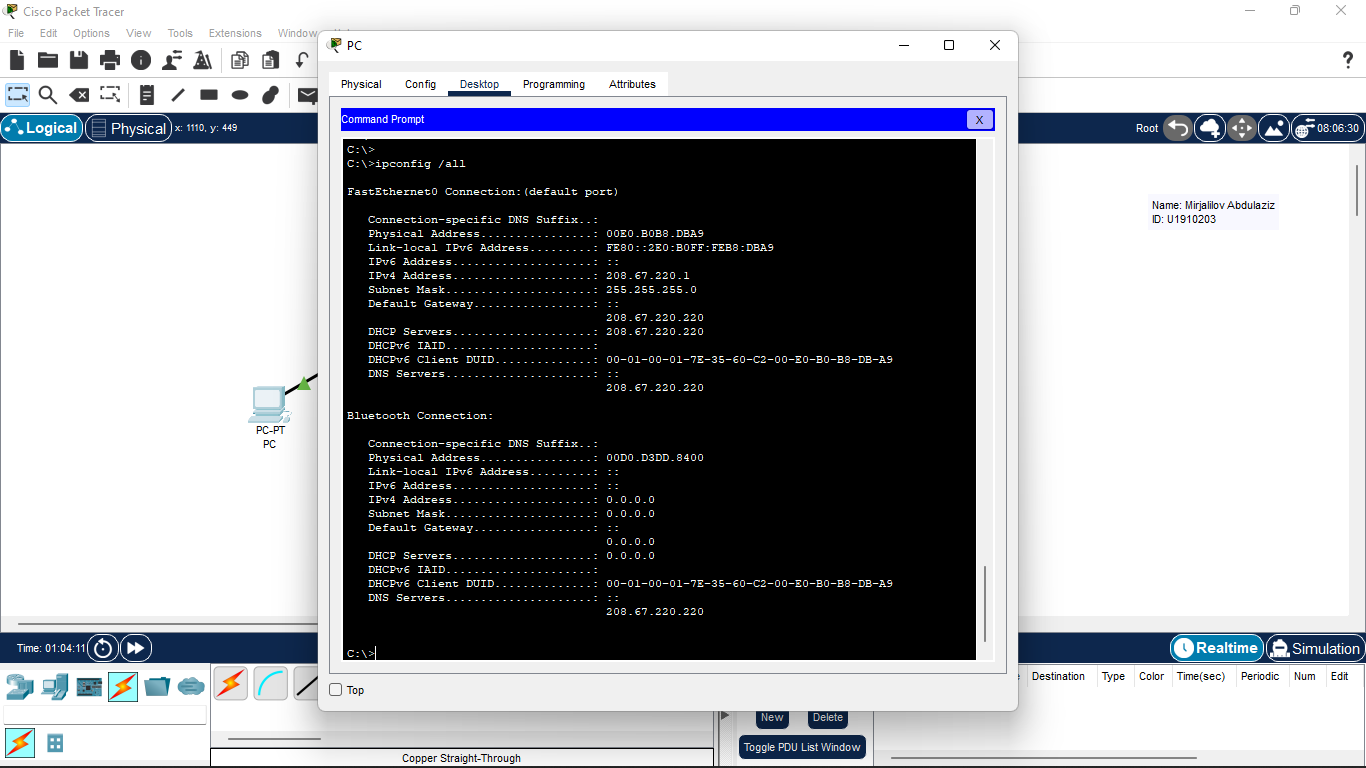 Cisco Packet Tracer
File Edit Options View Tools Extensions Window
PC
Physical Config Desktop Programming Attributes
Command Prompt X
Logical Physical x: 1110, y: 449
Root 08:06:30
C:\>
C:\>ipconfig /all
FastEthernet0 Connection:(default port)
Connection-specific DNS Suffix..:
Physical Address................: 00E0.B0B8.DBA9
Link-local IPv6 Address.........: FE80::2E0:B0FF:FEB8:DBA9
IPv6 Address....................: ::
IPv4 Address....................: 208.67.220.1
Subnet Mask.....................: 255.255.255.0
Default Gateway.................: ::
208.67.220.220
DHCP Servers....................: 208.67.220.220
DHCPv6 IAID.....................:
DHCPv6 Client DUID..............: 00-01-00-01-7E-35-60-C2-00-E0-B0-B8-DB-A9
DNS Servers.....................: ::
208.67.220.220
Bluetooth Connection:
Connection-specific DNS Suffix..:
Physical Address................: 00D0.D3DD.8400
Link-local IPv6 Address.........: ::
IPv6 Address....................: ::
IPv4 Address....................: 0.0.0.0
Subnet Mask.....................: 0.0.0.0
Default Gateway.................: ::
0.0.0.0
DHCP Servers....................: 0.0.0.0
DHCPv6 IAID.....................:
DHCPv6 Client DUID..............: 00-01-00-01-7E-35-60-C2-00-E0-B0-B8-DB-A9
DNS Servers.....................: ::
208.67.220.220
C:\>
Top
Name: Mirjalilov Abdulaziz
ID: U1910203
PC-PT
PC
Time: 01:04:11
Realtime Simulation
Destination Type Color Time(sec) Periodic Num Edit
New Delete
Toggle PDU List Window
Copper Straight-Through